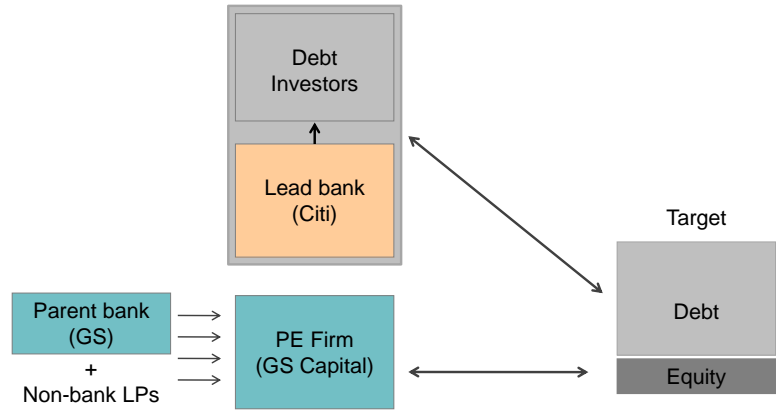 Debt
Investors
Lead bank
(Citi)
Target
Parent bank
(GS)
+
Non-bank LPs
PE Firm
(GS Capital)
Debt
Equity